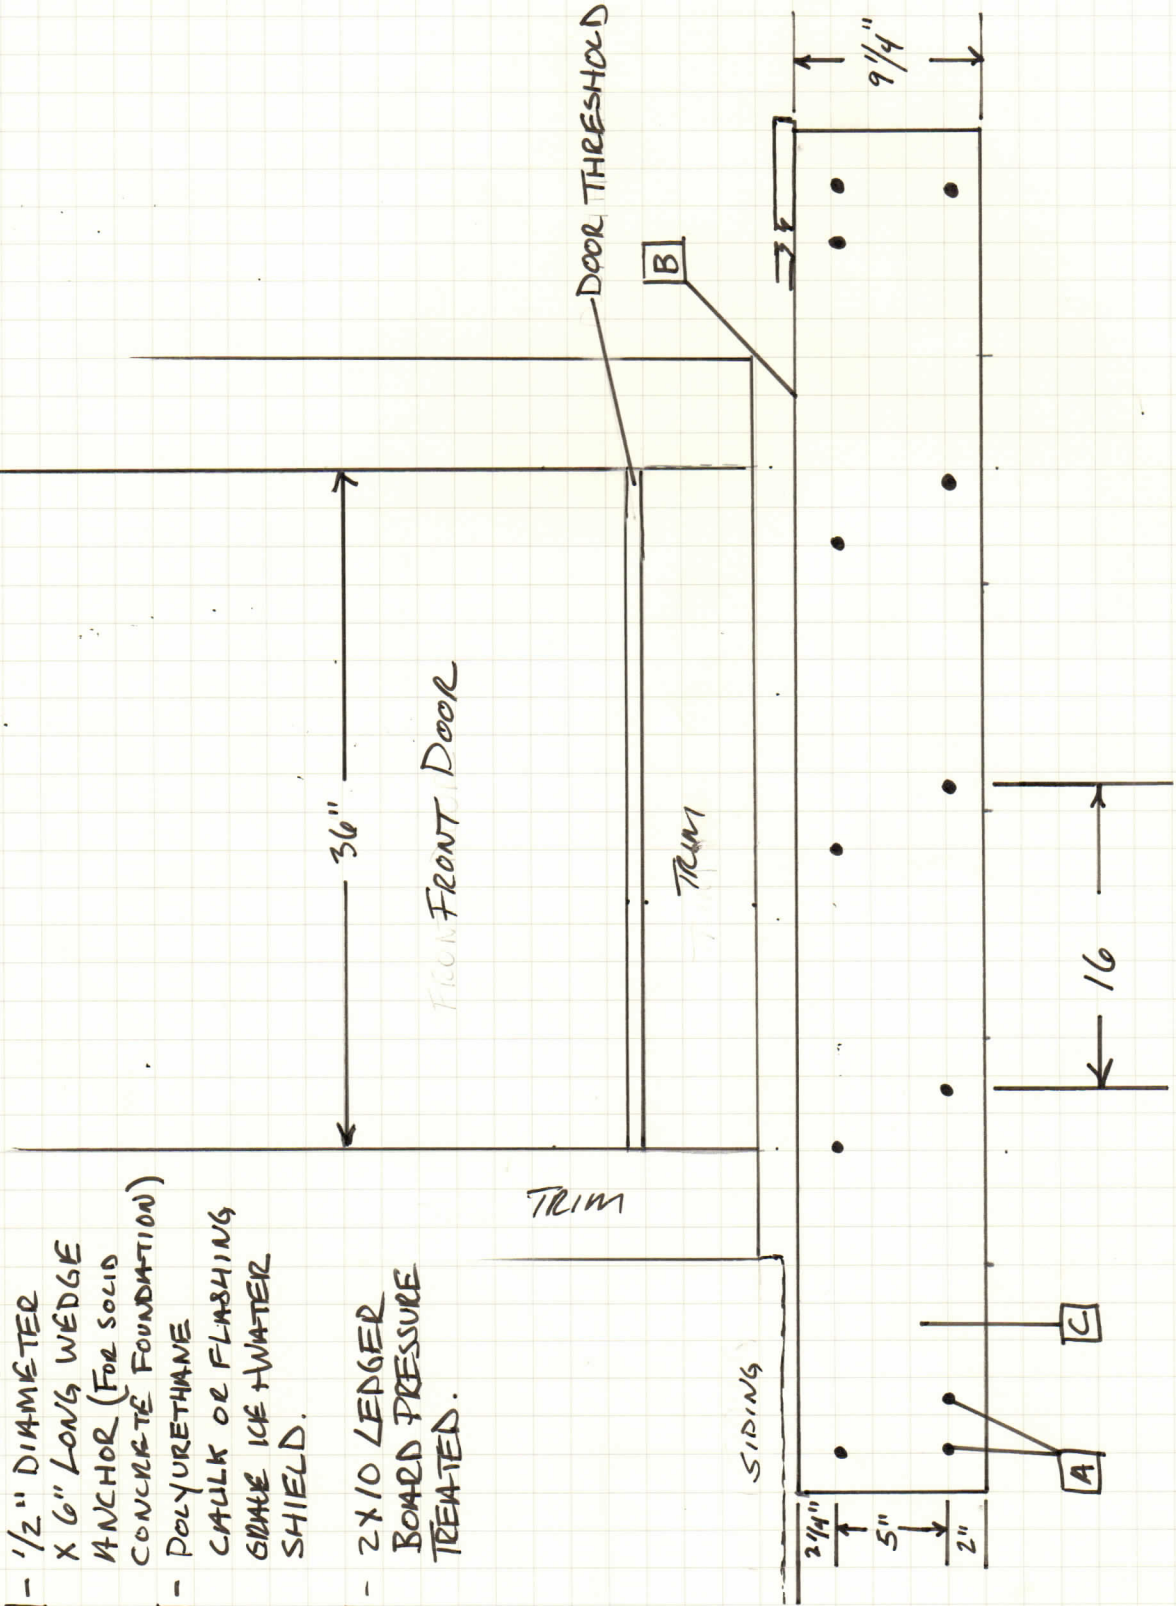 - 1/2" DIAMETER
X 6" LONG WEDGE
ANCHOR (FOR SOLID
CONCRETE FOUNDATION)
- POLYURETHANE
CAULK OR FLASHING
GRADE ICE + WATER
SHIELD.
- 2X10 LEDGER
BOARD PRESSURE
TREATED.
36"
FRONT DOOR
DOOR THRESHOLD
TRIM
TRIM
SIDING
B
9 1/4"
2 1/4"
5"
2"
16
A
C